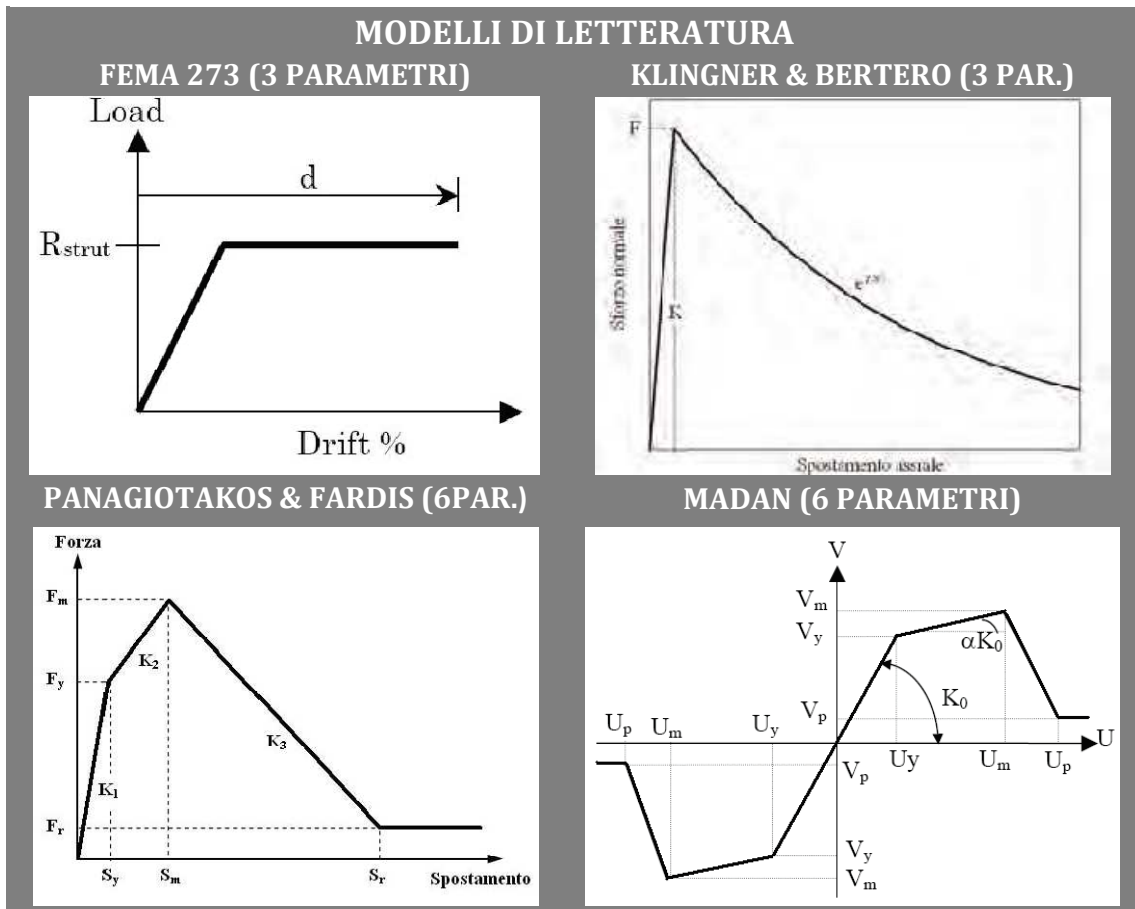 MODELLI DI LETTERATURA
FEMA 273 (3 PARAMETRI)
KLINGNER & BERTERO (3 PAR.)
Load
d
Rstrut
Drift %
F
Sforzo normale
K
Spostamento assiale
PANAGIOTAKOS & FARDIS (6PAR.)
MADAN (6 PARAMETRI)
Forza
Fm
Fy
Fr
K1
K2
K3
Sy
Sm
Sr
Spostamento
V
Vm
Vy
αK0
K0
Vp
Up
Um
Uy
Uy
Um
Up
U
Vp
Vy
Vm